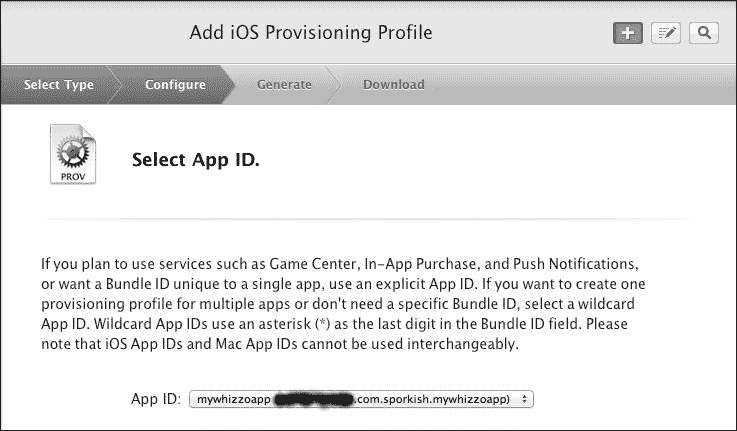 Add iOS Provisioning Profile
Select Type Configure Generate Download
PROV
Select App ID.
If you plan to use services such as Game Center, In-App Purchase, and Push Notifications,
or want a Bundle ID unique to a single app, use an explicit App ID. If you want to create one
provisioning profile for multiple apps or don't need a specific Bundle ID, select a wildcard
App ID. Wildcard App IDs use an asterisk (*) as the last digit in the Bundle ID field. Please
note that iOS App IDs and Mac App IDs cannot be used interchangeably.
App ID: mywhizzoapp .com.sporkish.mywhizzoapp)